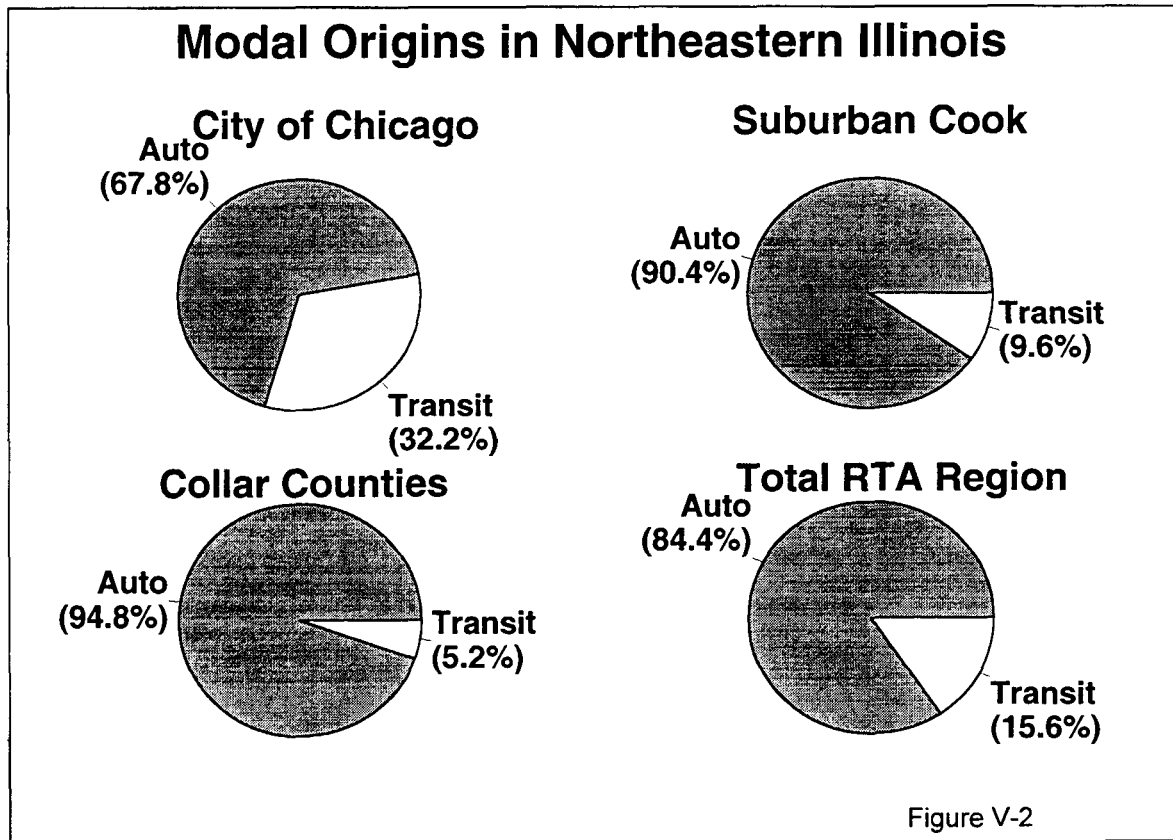 Modal Origins in Northeastern Illinois
City of Chicago
Auto
(67.8%)
Transit
(32.2%)
Suburban Cook
Auto
(90.4%)
Transit
(9.6%)
Collar Counties
Auto
(94.8%)
Transit
(5.2%)
Total RTA Region
Auto
(84.4%)
Transit
(15.6%)
Figure V-2